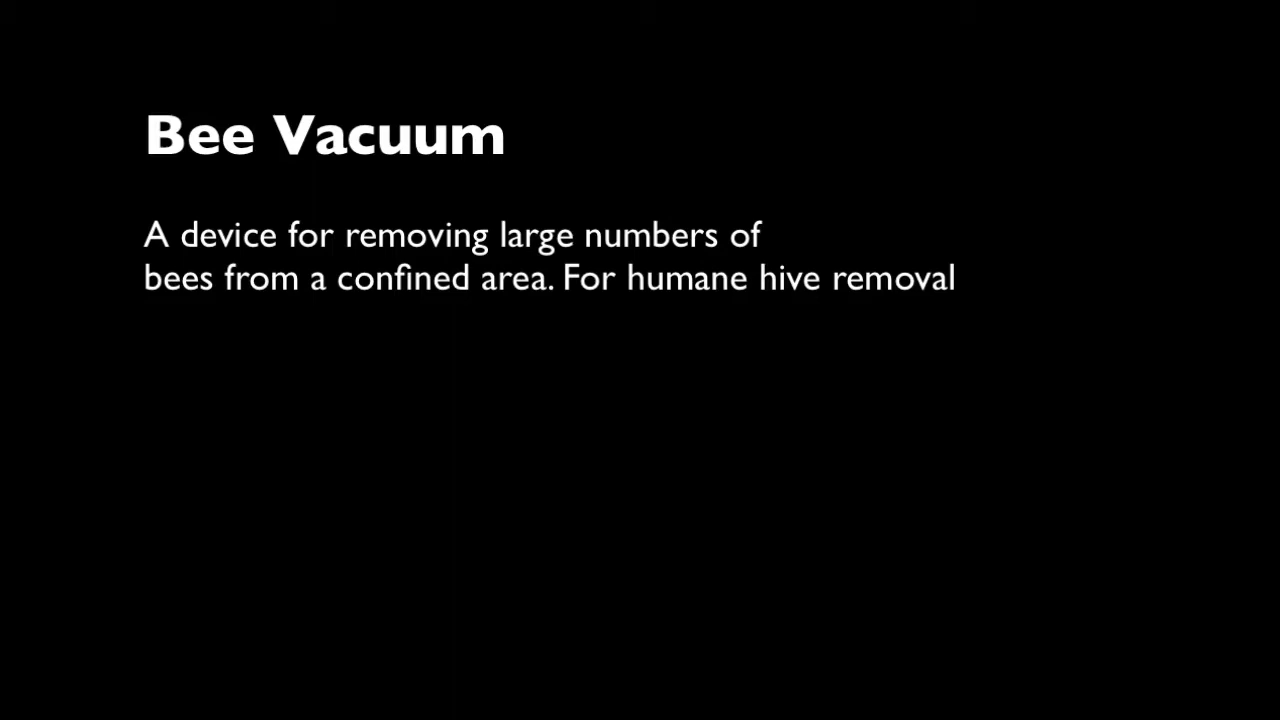 Bee Vacuum
A device for removing large numbers of
bees from a confined area. For humane hive removal